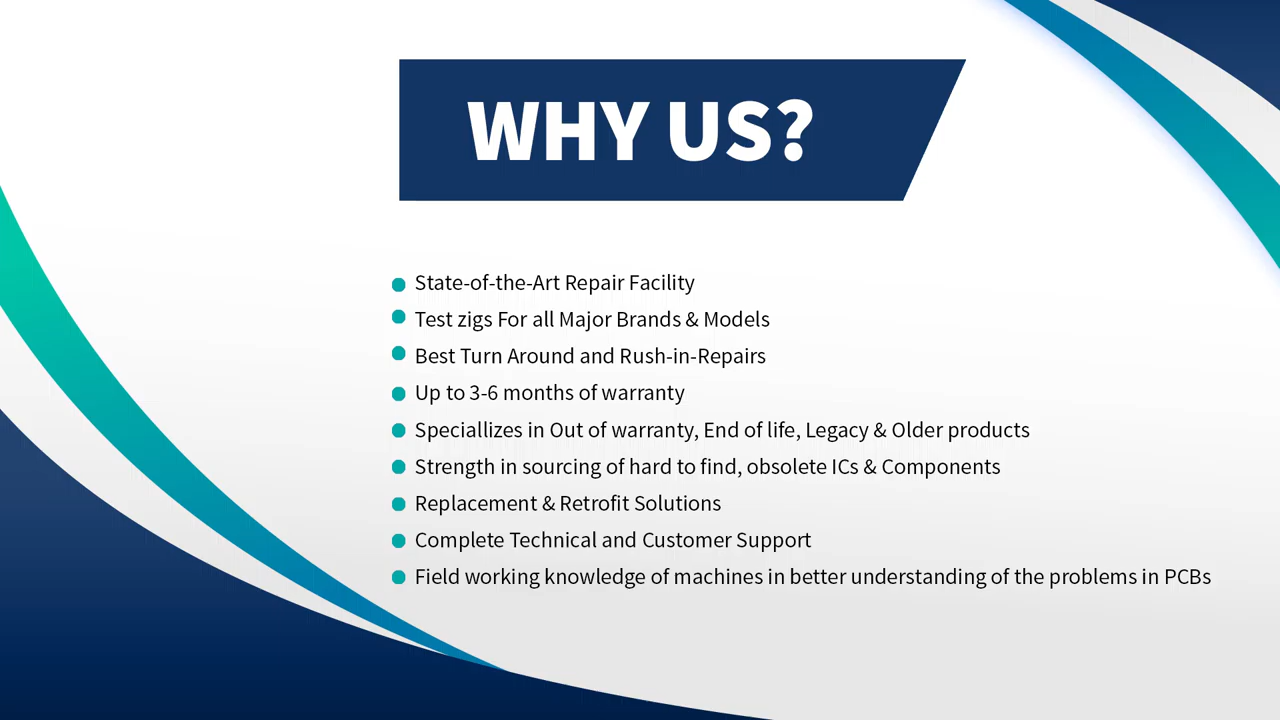 WHY US?
State-of-the-Art Repair Facility
Test zigs For all Major Brands & Models
Best Turn Around and Rush-in-Repairs
Up to 3-6 months of warranty
Speciallizes in Out of warranty, End of life, Legacy & Older products
Strength in sourcing of hard to find, obsolete ICs & Components
Replacement & Retrofit Solutions
Complete Technical and Customer Support
Field working knowledge of machines in better understanding of the problems in PCBs